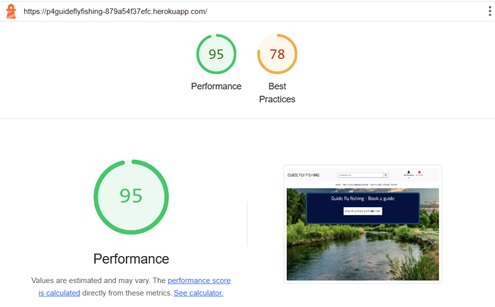 https://p4guideflyfishing-879a54f37efc.herokuapp.com/
95
78
Performance
Best
Practices
95
GUIDE FLY FISHING
Guide fly fishing - Book a guide
Performance
Values are estimated and may vary. The performance score
is calculated directly from these metrics. See calculator.